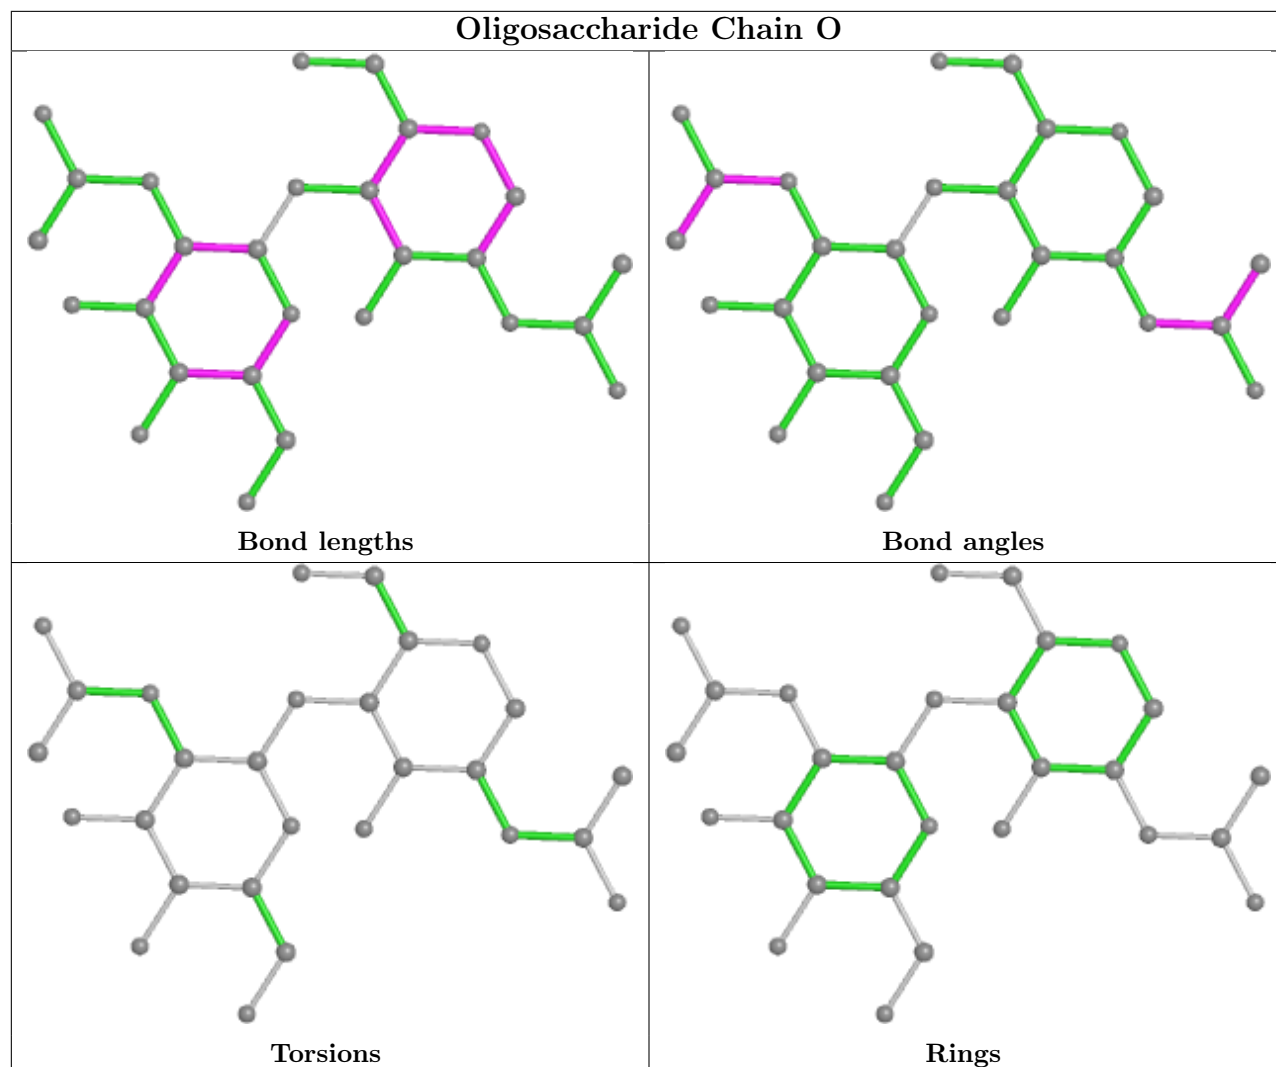 Oligosaccharide Chain O
Bond lengths
Bond angles
Torsions
Rings